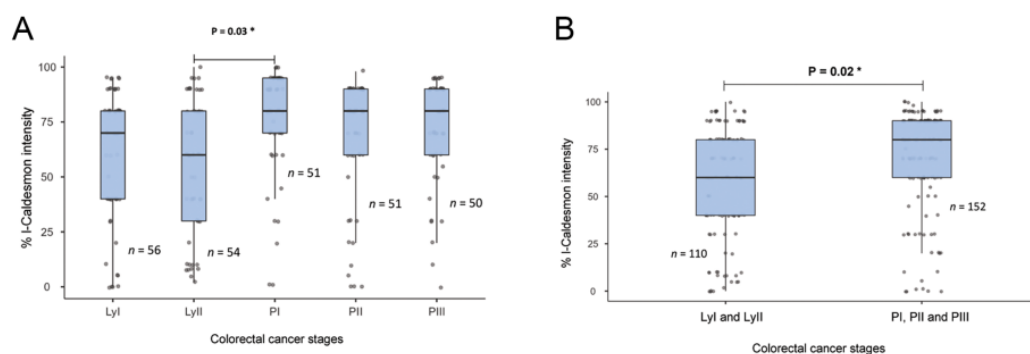 A
P = 0.03 *
% l-Caldesmon intensity
100
75
50
25
0
n = 56
n = 54
n = 51
n = 51
n = 50
LyI
LyII
PI
PII
PIII
Colorectal cancer stages
B
P = 0.02 *
% l-Caldesmon intensity
100
75
50
25
0
n = 110
n = 152
LyI and LyII
PI, PII and PIII
Colorectal cancer stages